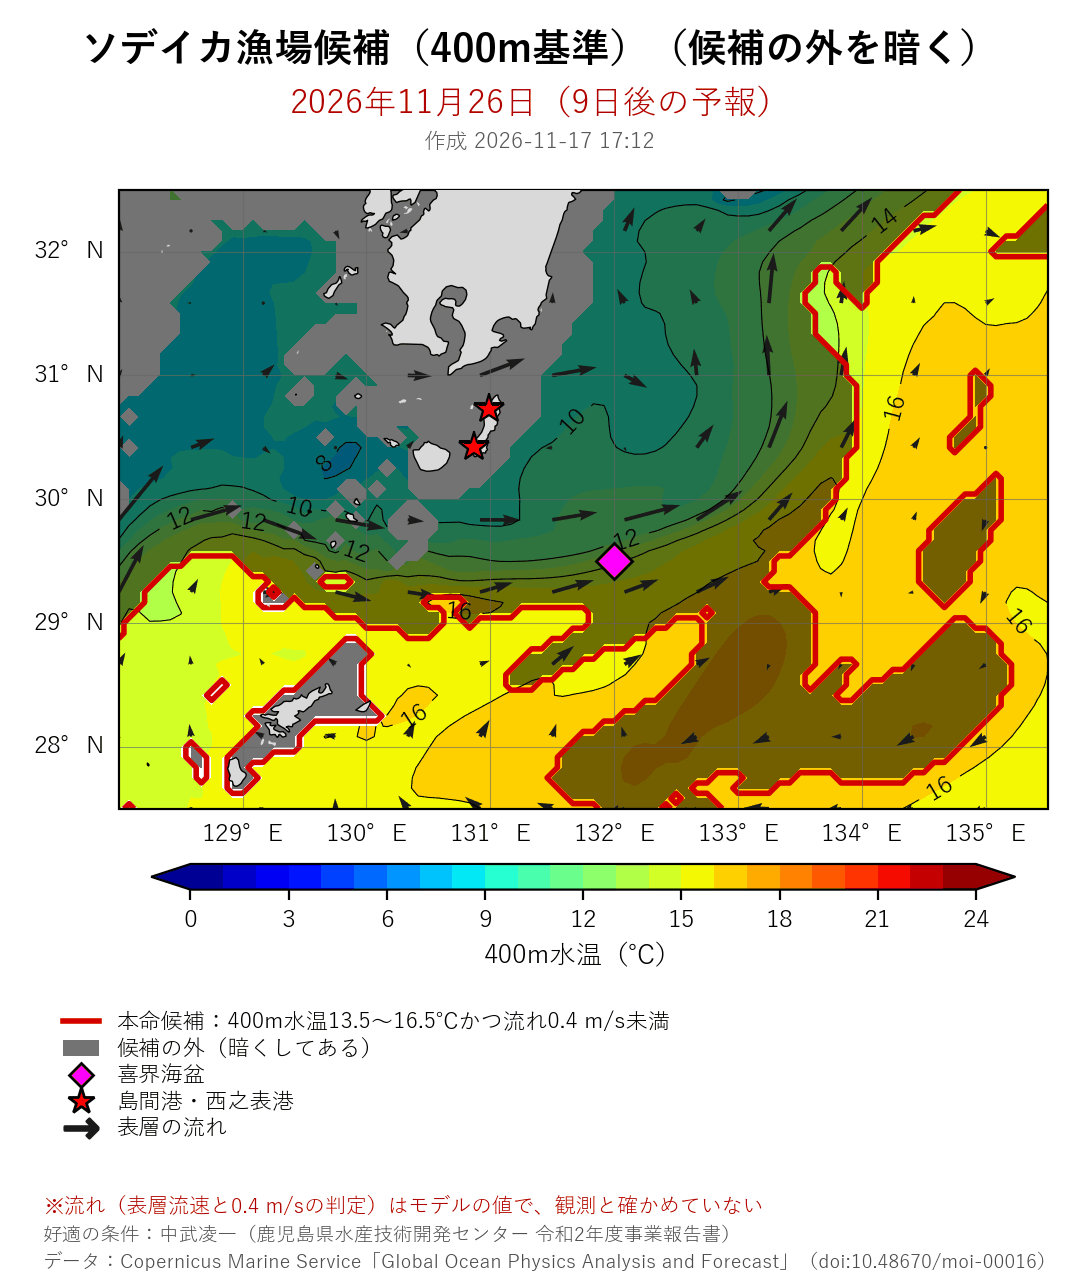 ソデイカ漁場候補（400m基準）（候補の外を暗く）
2026年11月26日（9日後の予報）
作成 2026-11-17 17:12
32° N
31° N
30° N
29° N
28° N
14
16
10
8
10
12
12
12
12
16
16
16
16
129° E
130° E
131° E
132° E
133° E
134° E
135° E
0
3
6
9
12
15
18
21
24
400m水温（℃）
本命候補：400m水温13.5～16.5℃かつ流れ0.4 m/s未満
候補の外（暗くしてある）
喜界海盆
島間港・西之表港
表層の流れ
※流れ（表層流速と0.4 m/sの判定）はモデルの値で、観測と確かめていない
好適の条件：中武凌一（鹿児島県水産技術開発センター 令和2年度事業報告書）
データ：Copernicus Marine Service「Global Ocean Physics Analysis and Forecast」（doi:10.48670/moi-00016）